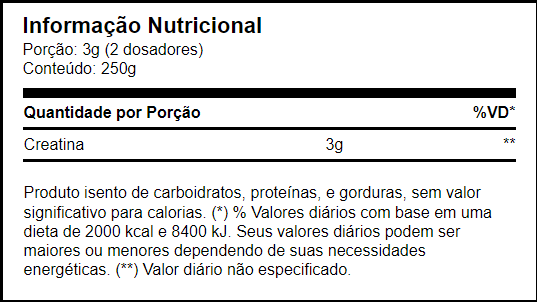 Informação Nutricional
Porção: 3g (2 dosadores)
Conteúdo: 250g
Quantidade por Porção %VD*
Creatina 3g **
Produto isento de carboidratos, proteínas, e gorduras, sem valor
significativo para calorias. (*) % Valores diários com base em uma
dieta de 2000 kcal e 8400 kJ. Seus valores diários podem ser
maiores ou menores dependendo de suas necessidades
energéticas. (**) Valor diário não especificado.